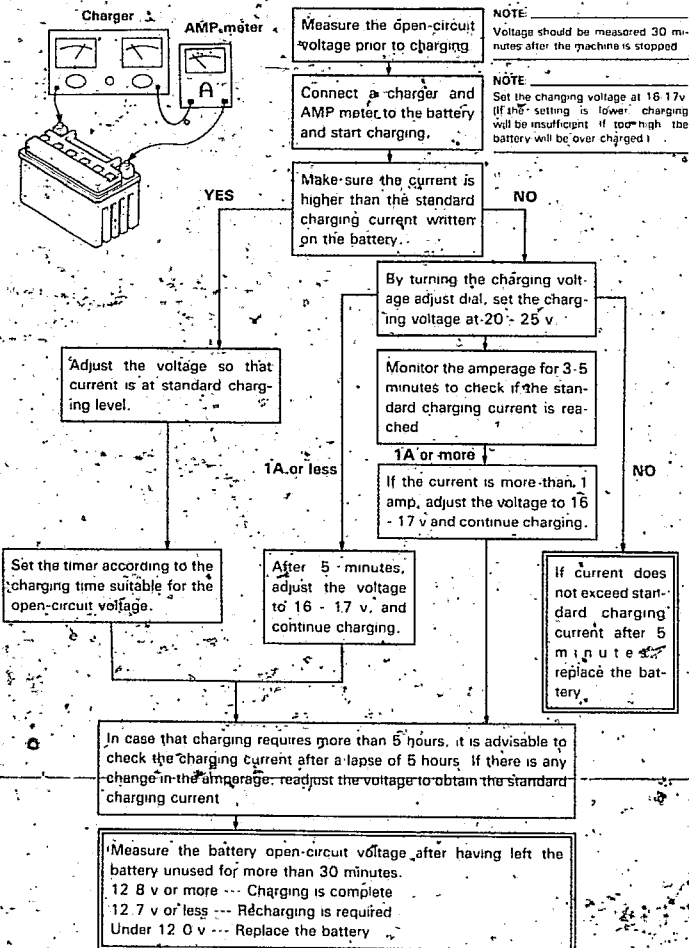 Charger
AMP meter
A
Measure the open-circuit
voltage prior to charging
NOTE:
Voltage should be measured 30 mi-
nutes after the machine is stopped
Connect a charger and
AMP meter to the battery
and start charging.
NOTE:
Set the changing voltage at 16-17v
(If the setting is lower charging
will be insufficient If too high the
battery will be over charged )
Make sure the current is
higher than the standard
charging current written
on the battery.
YES
NO
By turning the charging volt-
age adjust dial, set the charg-
ing voltage at 20 - 25 v.
Adjust the voltage so that
current is at standard charg-
ing level.
Monitor the amperage for 3-5
minutes to check if the stan-
dard charging current is rea-
ched
1A or less
1A or more
NO
If the current is more than 1
amp, adjust the voltage to 16
- 17 v and continue charging.
Set the timer according to the
charging time suitable for the
open-circuit voltage.
After 5 minutes,
adjust the voltage
to 16 - 17 v. and
continue charging.
If current does
not exceed stan-
dard charging
current after 5
minutes
replace the bat-
tery
In case that charging requires more than 5 hours, it is advisable to
check the charging current after a lapse of 5 hours If there is any
change in the amperage, readjust the voltage to obtain the standard
charging current
Measure the battery open-circuit voltage after having left the
battery unused for more than 30 minutes.
12 8 v or more --- Charging is complete
12 7 v or less --- Recharging is required
Under 12 0 v --- Replace the battery